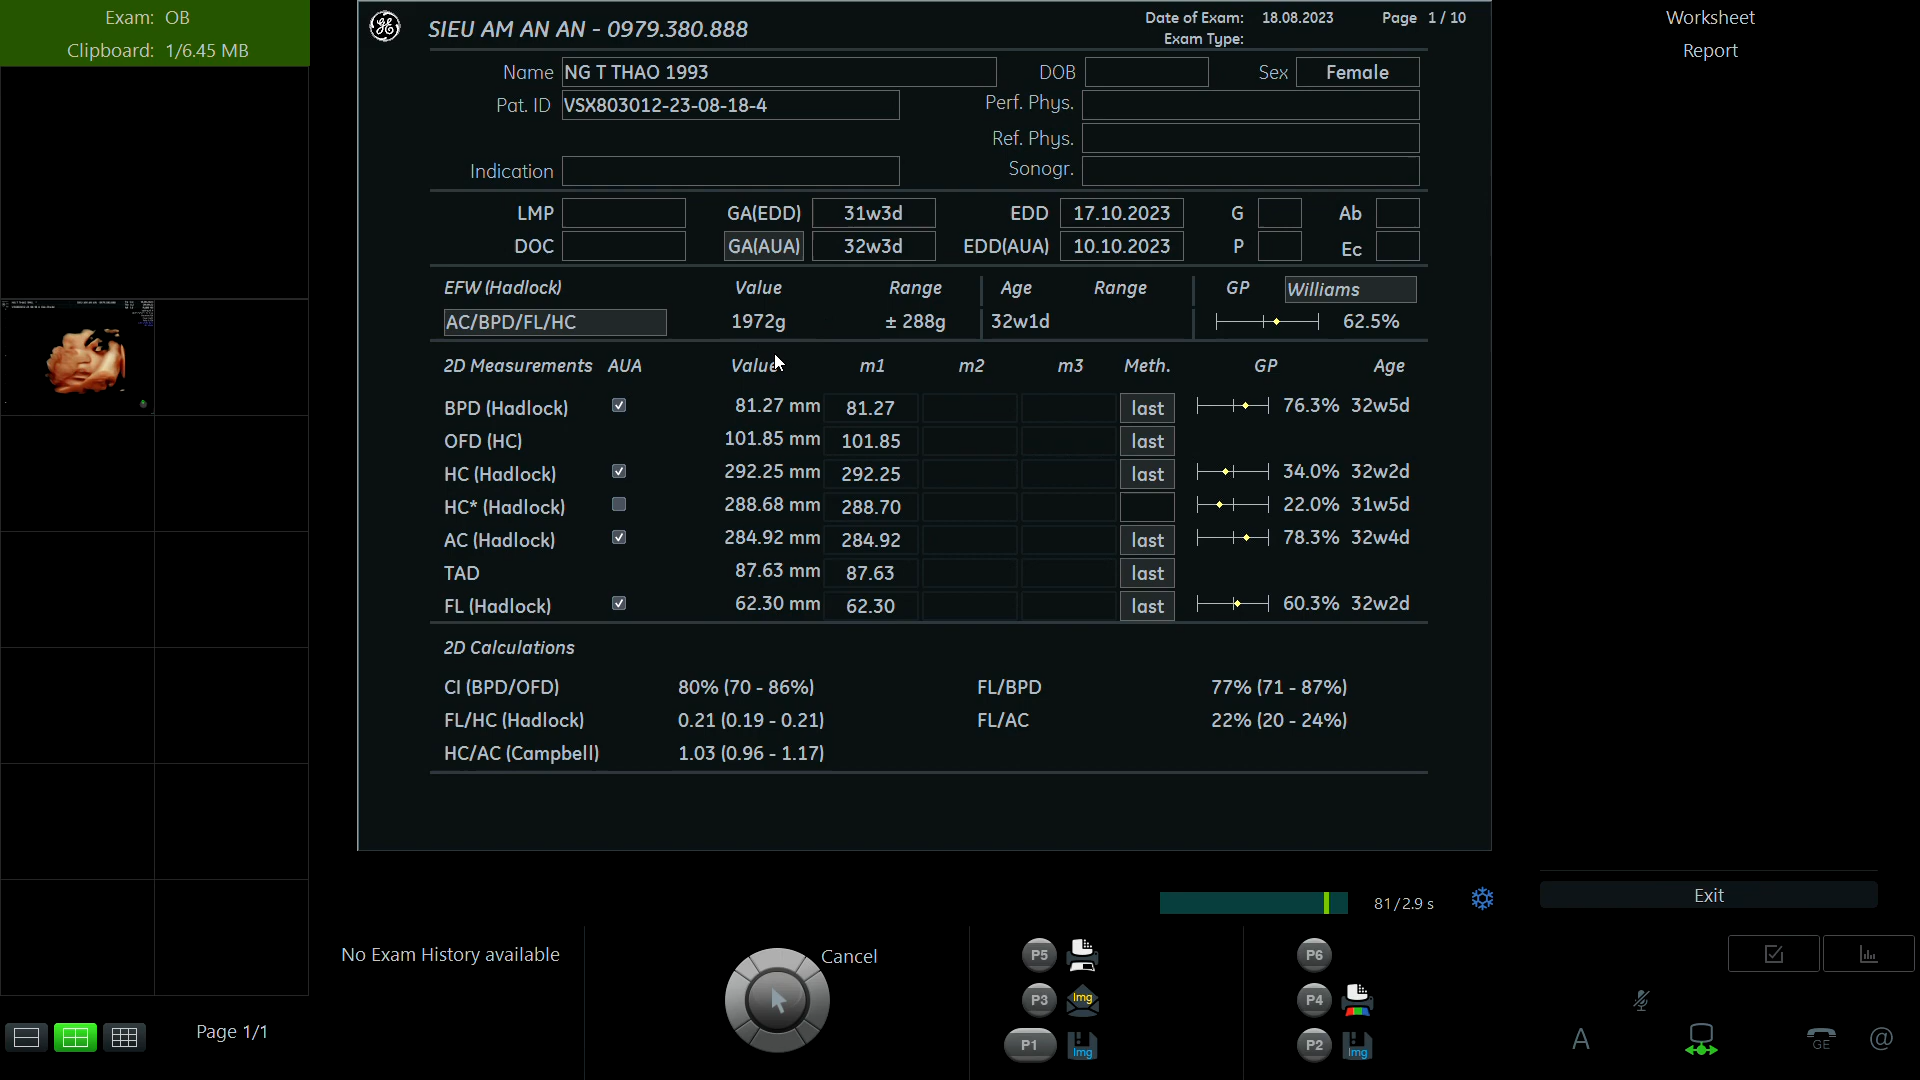 Exam: OB
Clipboard: 1/6.45 MB
SIEU AM AN AN - 0979.380.888
Date of Exam: 18.08.2023 Page 1 / 10
Exam Type:
Worksheet
Report
Name NG T THAO 1993 DOB Sex Female
Pat. ID VSX803012-23-08-18-4 Perf. Phys.
Ref. Phys.
Indication Sonogr.
LMP GA(EDD) 31w3d EDD 17.10.2023 G Ab
DOC GA(AUA) 32w3d EDD(AUA) 10.10.2023 P Ec
EFW (Hadlock) Value Range Age Range GP Williams
AC/BPD/FL/HC 1972g ± 288g 32w1d 62.5%
2D Measurements AUA Value m1 m2 m3 Meth. GP Age
BPD (Hadlock) 81.27 mm 81.27 last 76.3% 32w5d
OFD (HC) 101.85 mm 101.85 last
HC (Hadlock) 292.25 mm 292.25 last 34.0% 32w2d
HC* (Hadlock) 288.68 mm 288.70 22.0% 31w5d
AC (Hadlock) 284.92 mm 284.92 last 78.3% 32w4d
TAD 87.63 mm 87.63 last
FL (Hadlock) 62.30 mm 62.30 last 60.3% 32w2d
2D Calculations
CI (BPD/OFD) 80% (70 - 86%) FL/BPD 77% (71 - 87%)
FL/HC (Hadlock) 0.21 (0.19 - 0.21) FL/AC 22% (20 - 24%)
HC/AC (Campbell) 1.03 (0.96 - 1.17)
81/2.9 s
Exit
No Exam History available
Cancel
P5 P6
P3 Img P4
P1 Img P2 Img
Page 1/1
A GE @